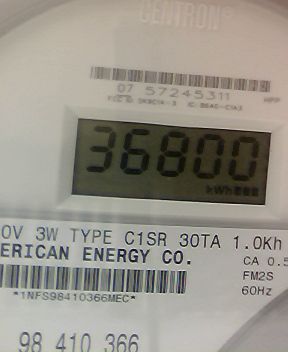 CENTRON®
07 57245311
36800
kWh
0V 3W TYPE C1SR 30TA 1.0Kh
ERICAN ENERGY CO.
CA 0.5
FM2S
*1NFS98410366MEC*
60Hz
98 410 366